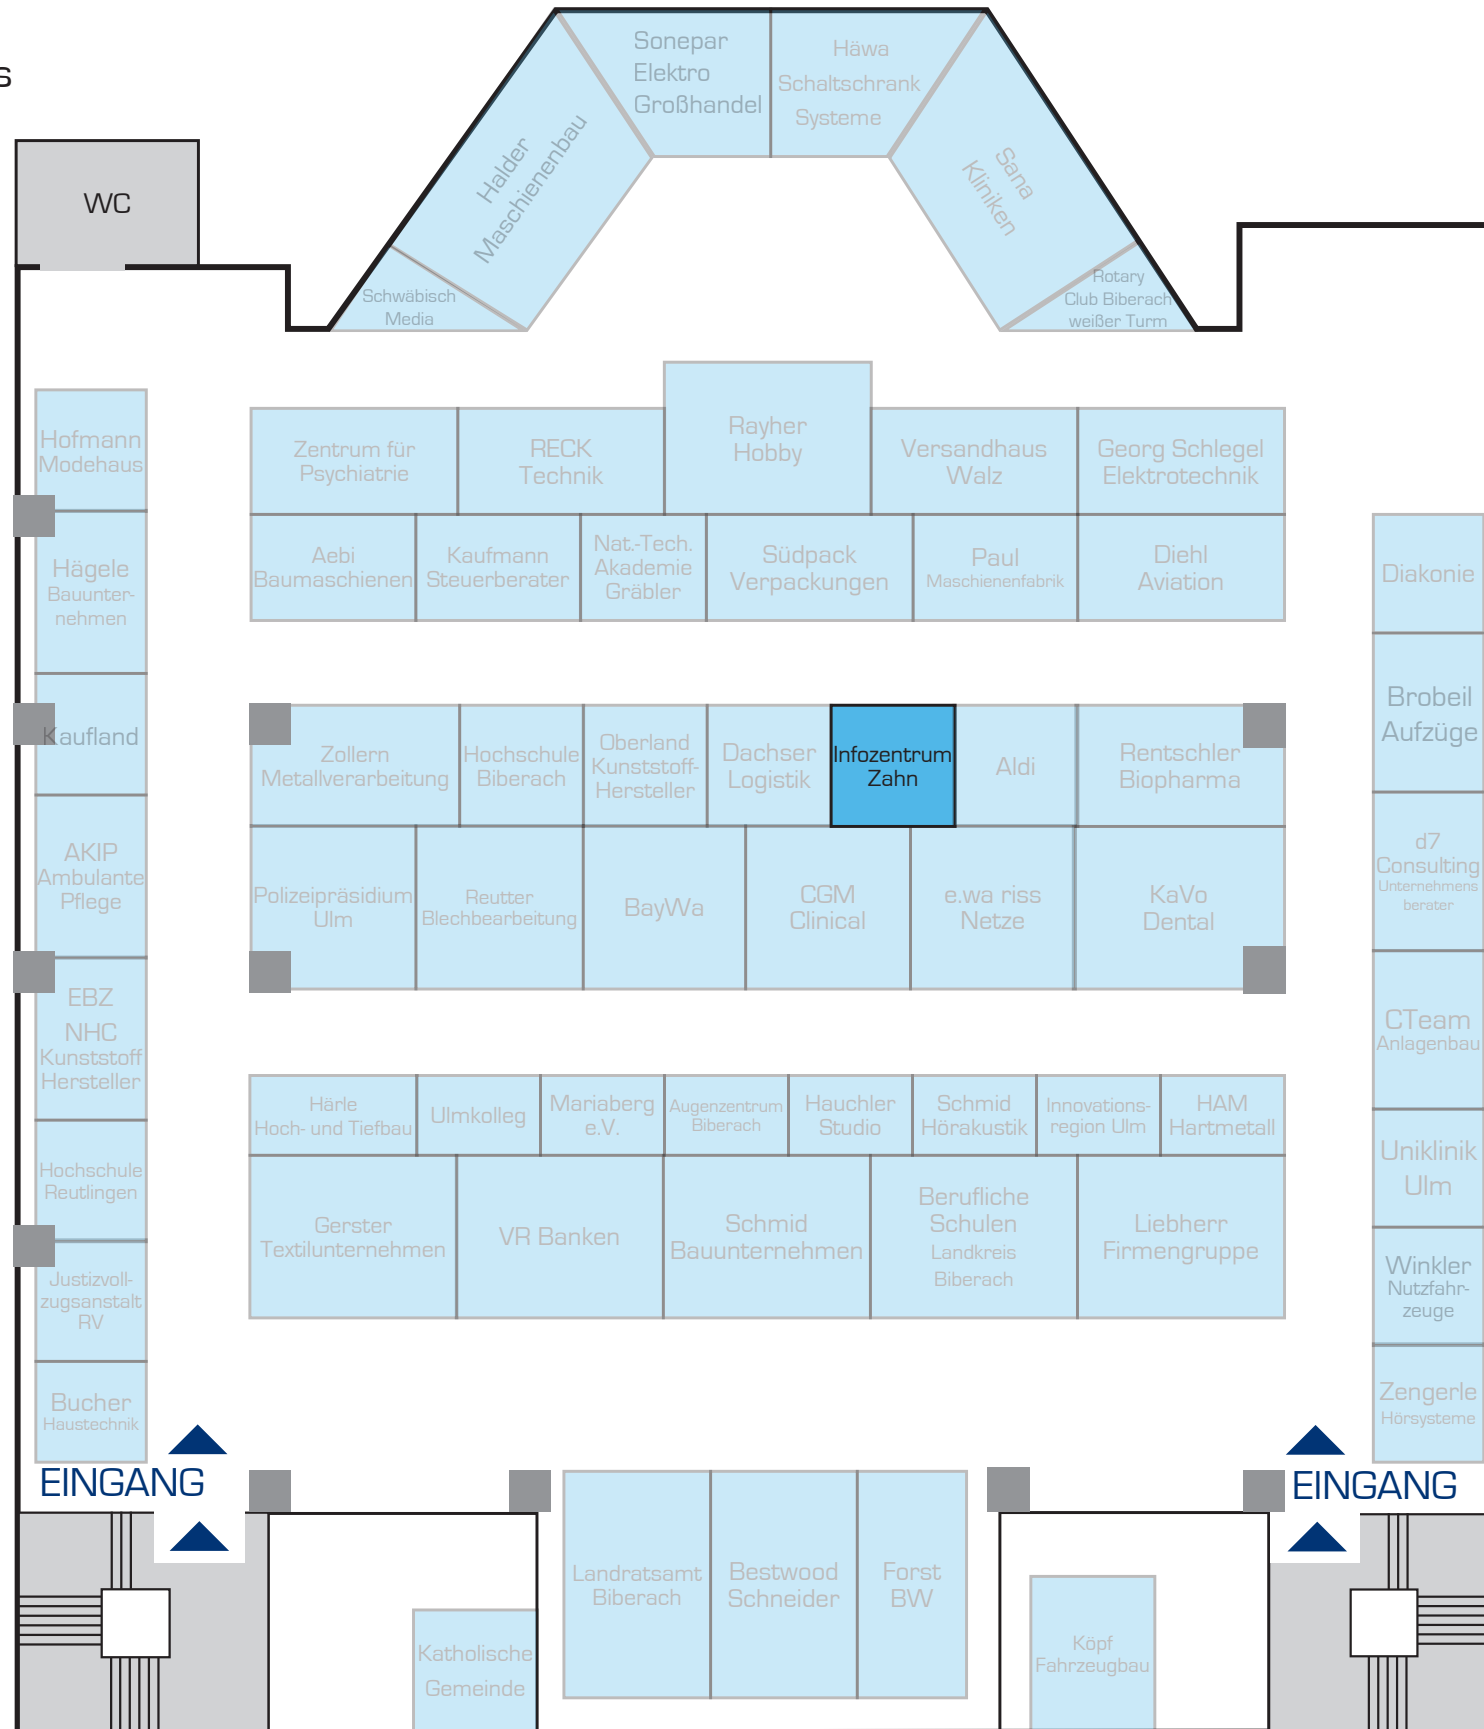 s
Sonepar
Elektro
Großhandel
Häwa
Schaltschrank
Systeme
Halder
Maschienenbau
Sana
Kliniken
WC
Schwäbisch
Media
Rotary
Club Biberach
weißer Turm
Hofmann
Modehaus
Zentrum für
Psychiatrie
RECK
Technik
Rayher
Hobby
Versandhaus
Walz
Georg Schlegel
Elektrotechnik
Hägele
Bauunter-
nehmen
Aebi
Baumaschienen
Kaufmann
Steuerberater
Nat.-Tech.
Akademie
Gräbler
Südpack
Verpackungen
Paul
Maschienenfabrik
Diehl
Aviation
Diakonie
Kaufland
Zollern
Metallverarbeitung
Hochschule
Biberach
Oberland
Kunststoff-
Hersteller
Dachser
Logistik
Infozentrum
Zahn
Aldi
Rentschler
Biopharma
Brobeil
Aufzüge
AKIP
Ambulante
Pflege
Polizeipräsidium
Ulm
Reutter
Blechbearbeitung
BayWa
CGM
Clinical
e.wa riss
Netze
KaVo
Dental
d7
Consulting
Unternehmens
berater
EBZ
NHC
Kunststoff
Hersteller
CTeam
Anlagenbau
Härle
Hoch- und Tiefbau
Ulmkolleg
Mariaberg
e.V.
Augenzentrum
Biberach
Hauchler
Studio
Schmid
Hörakustik
Innovations-
region Ulm
HAM
Hartmetall
Hochschule
Reutlingen
Uniklinik
Ulm
Gerster
Textilunternehmen
VR Banken
Schmid
Bauunternehmen
Berufliche
Schulen
Landkreis
Biberach
Liebherr
Firmengruppe
Justizvoll-
zugsanstalt
RV
Winkler
Nutzfahr-
zeuge
Bucher
Haustechnik
Zengerle
Hörsysteme
EINGANG
EINGANG
Landratsamt
Biberach
Bestwood
Schneider
Forst
BW
Katholische
Gemeinde
Köpf
Fahrzeugbau